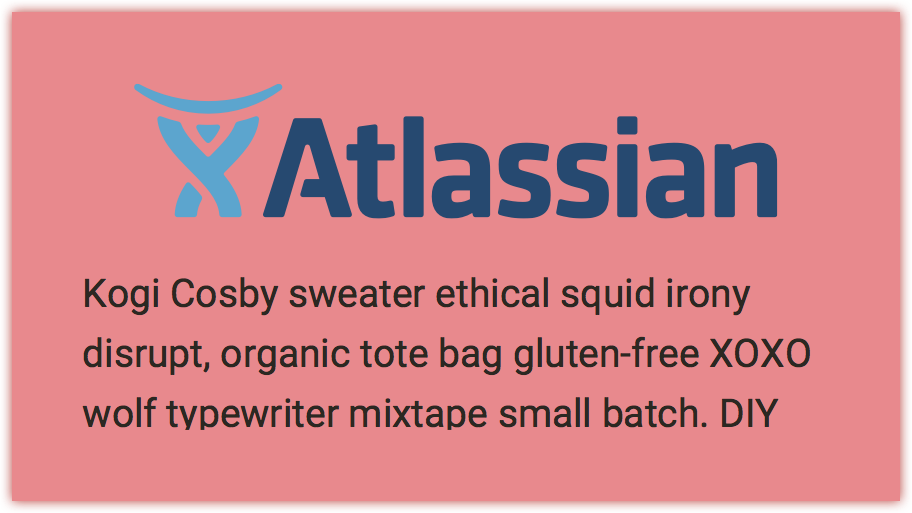 Atlassian
Kogi Cosby sweater ethical squid irony
disrupt, organic tote bag gluten-free XOXO
wolf typewriter mixtape small batch. DIY